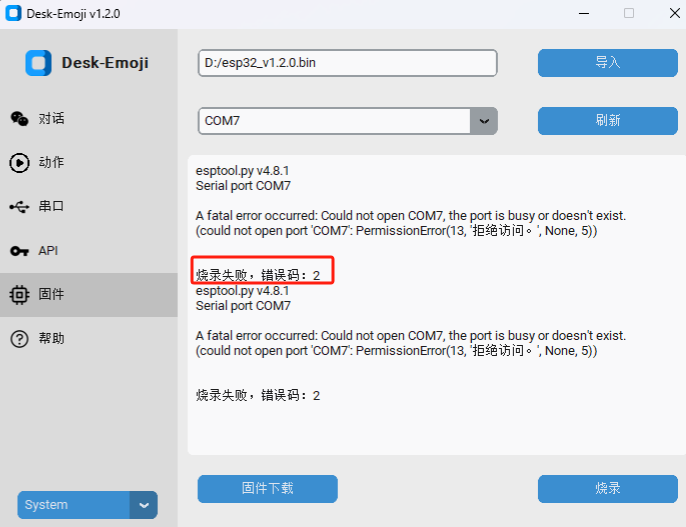 Desk-Emoji v1.2.0
Desk-Emoji
D:/esp32_v1.2.0.bin
导入
对话
COM7
刷新
动作
串口
API
固件
帮助
esptool.py v4.8.1
Serial port COM7
A fatal error occurred: Could not open COM7, the port is busy or doesn't exist.
(could not open port 'COM7': PermissionError(13, '拒绝访问。', None, 5))
烧录失败，错误码：2
esptool.py v4.8.1
Serial port COM7
A fatal error occurred: Could not open COM7, the port is busy or doesn't exist.
(could not open port 'COM7': PermissionError(13, '拒绝访问。', None, 5))
烧录失败，错误码：2
System
固件下载
烧录